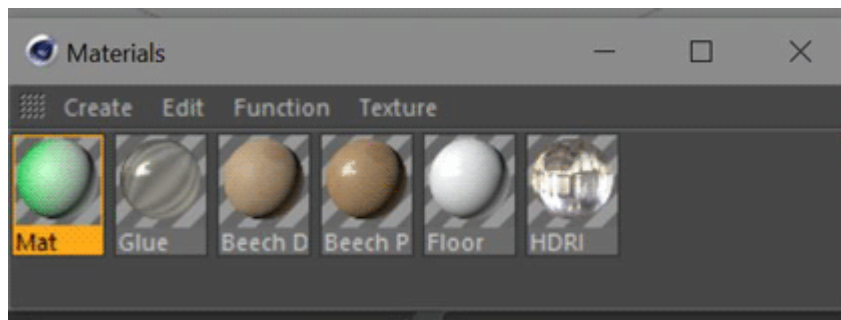 Materials
Create Edit Function Texture
Mat Glue Beech D Beech P Floor HDRI